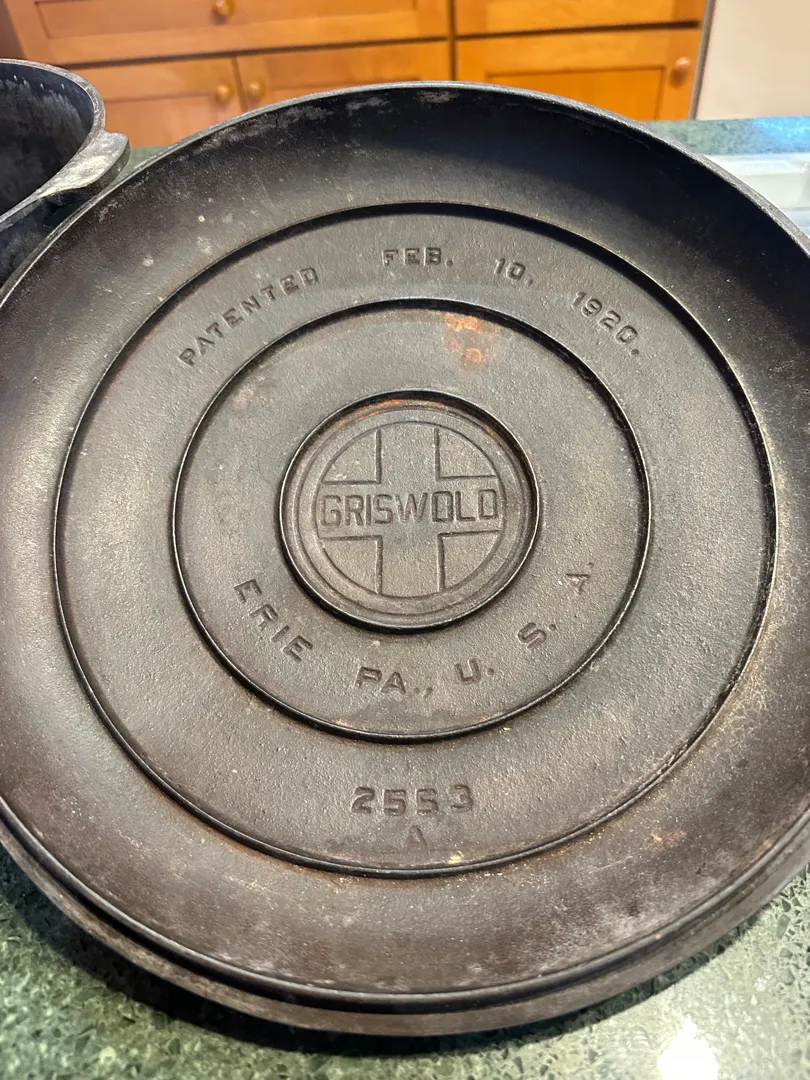 PATENTED FEB. 10. 1920.
GRISWOLD
ERIE PA., U. S. A.
2553
A